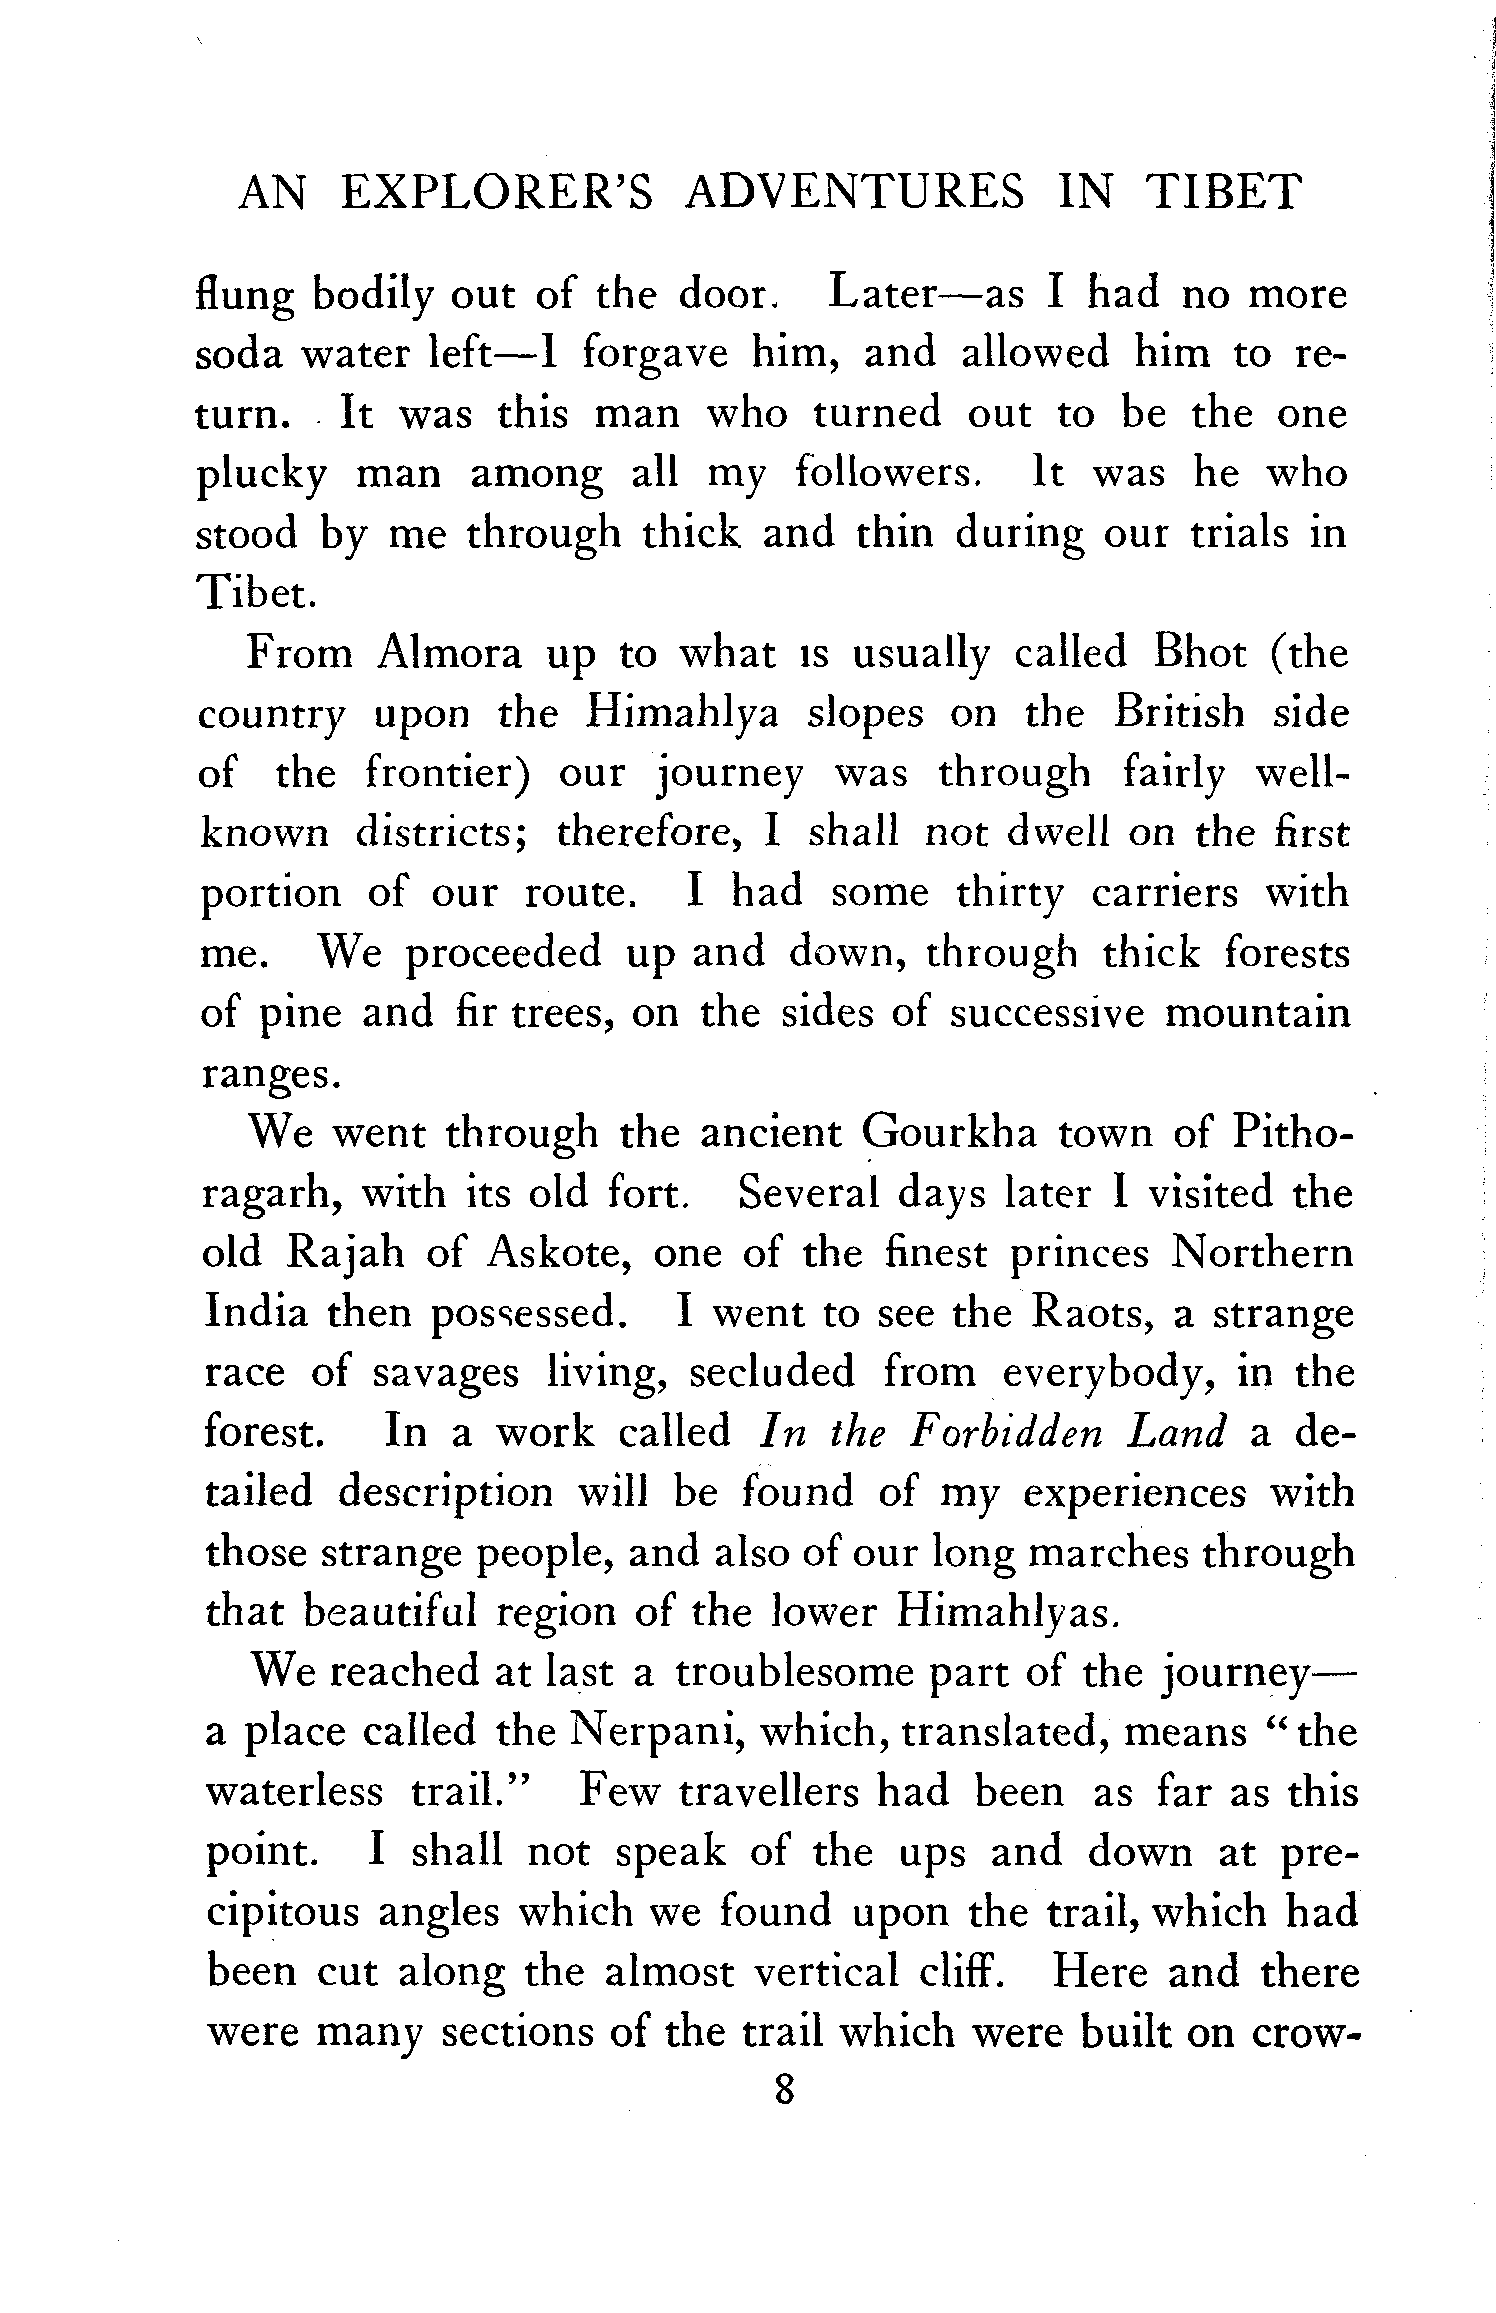 AN EXPLORER'S ADVENTURES IN TIBET
flung bodily out of the door. Later—as I had no more
soda water left—I forgave him, and allowed him to re-
turn. It was this man who turned out to be the one
plucky man among all my followers. It was he who
stood by me through thick and thin during our trials in
Tibet.
From Almora up to what is usually called Bhot (the
country upon the Himahlya slopes on the British side
of the frontier) our journey was through fairly well-
known districts; therefore, I shall not dwell on the first
portion of our route. I had some thirty carriers with
me. We proceeded up and down, through thick forests
of pine and fir trees, on the sides of successive mountain
ranges.
We went through the ancient Gourkha town of Pitho-
ragarh, with its old fort. Several days later I visited the
old Rajah of Askote, one of the finest princes Northern
India then possessed. I went to see the Raots, a strange
race of savages living, secluded from everybody, in the
forest. In a work called In the Forbidden Land a de-
tailed description will be found of my experiences with
those strange people, and also of our long marches through
that beautiful region of the lower Himahlyas.
We reached at last a troublesome part of the journey—
a place called the Nerpani, which, translated, means “the
waterless trail.” Few travellers had been as far as this
point. I shall not speak of the ups and down at pre-
cipitous angles which we found upon the trail, which had
been cut along the almost vertical cliff. Here and there
were many sections of the trail which were built on crow-
8